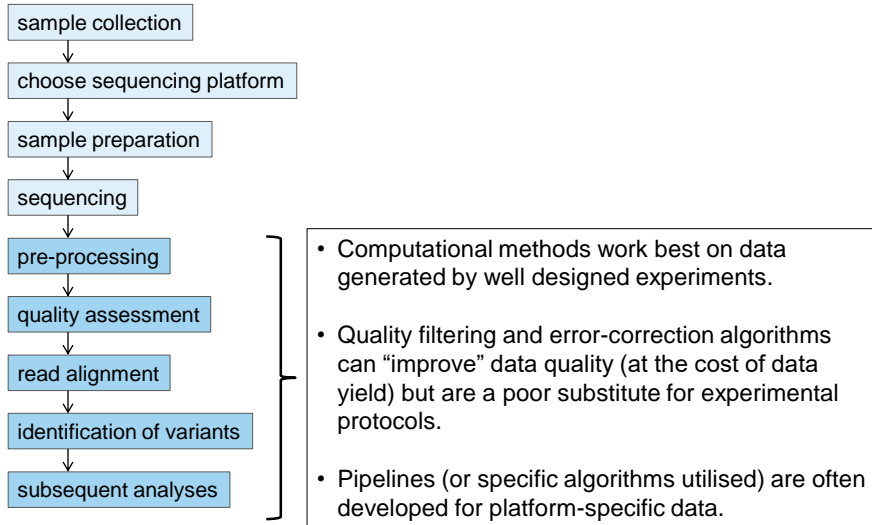 sample collection
choose sequencing platform
sample preparation
sequencing
pre-processing
quality assessment
read alignment
identification of variants
subsequent analyses
• Computational methods work best on data
generated by well designed experiments.
• Quality filtering and error-correction algorithms
can “improve” data quality (at the cost of data
yield) but are a poor substitute for experimental
protocols.
• Pipelines (or specific algorithms utilised) are often
developed for platform-specific data.